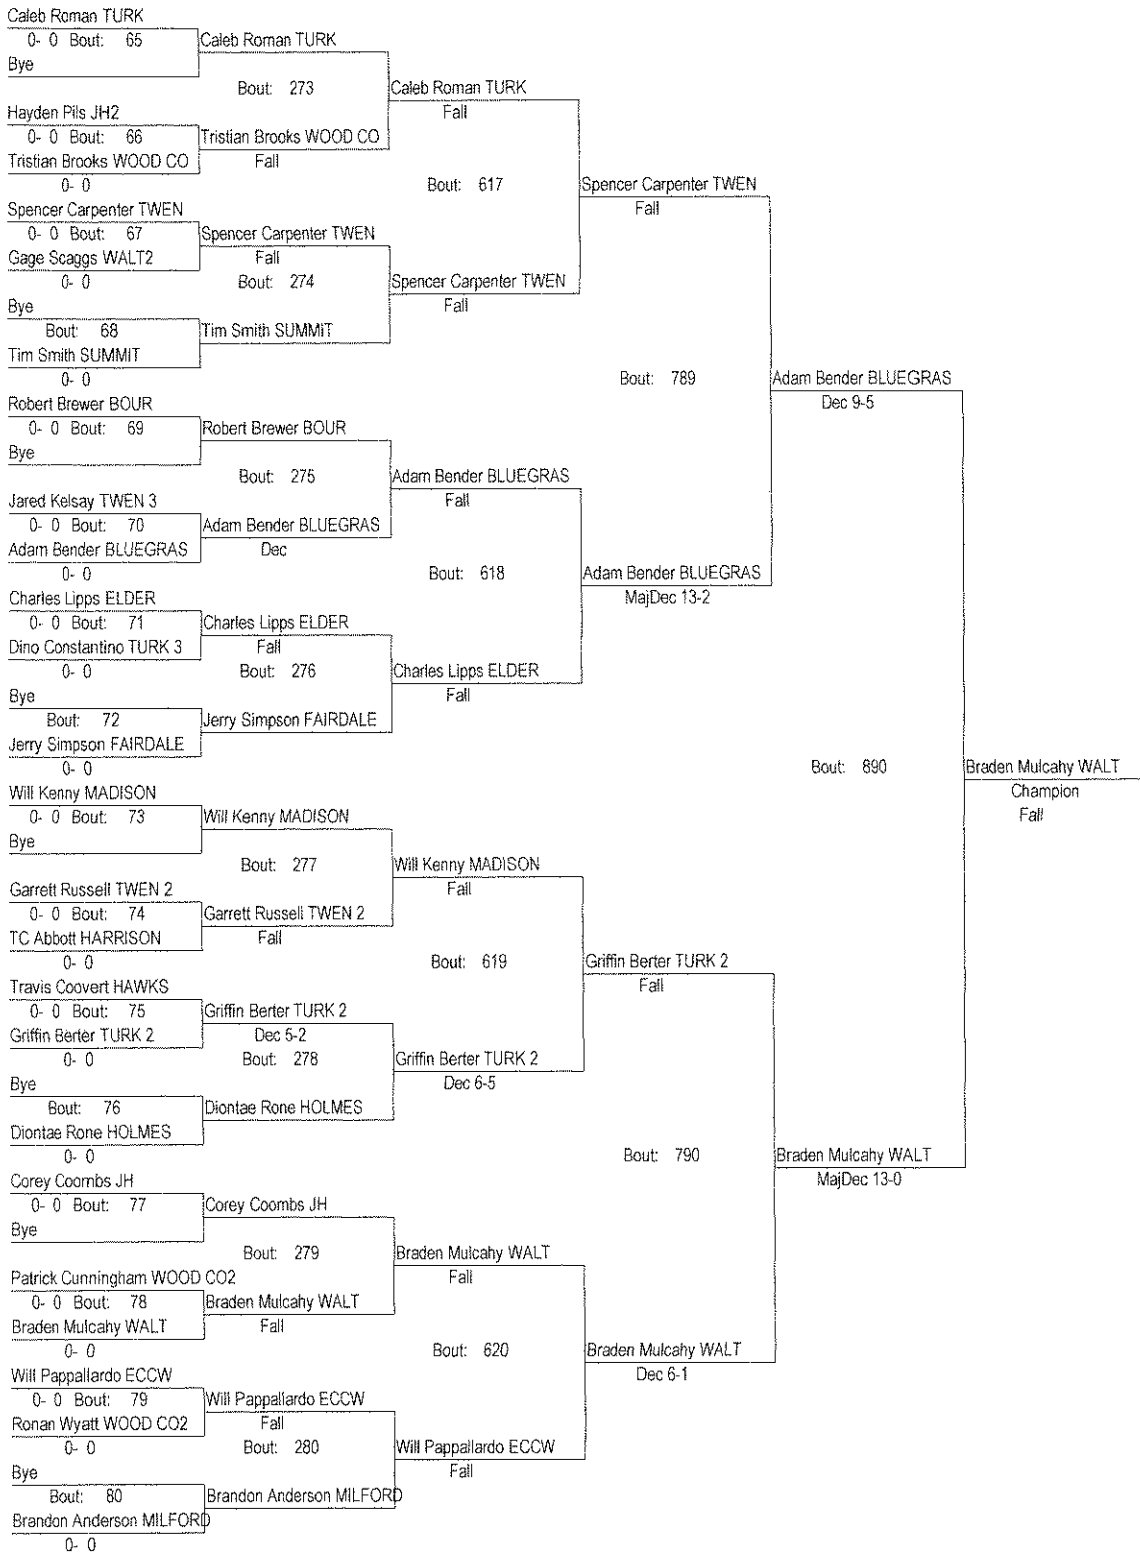 Caleb Roman TURK
0- 0 Bout: 65
Caleb Roman TURK
Bye
Bout: 273
Caleb Roman TURK
Fall
Hayden Pils JH2
0- 0 Bout: 66
Tristian Brooks WOOD CO
Tristian Brooks WOOD CO
Fall
0- 0
Bout: 617
Spencer Carpenter TWEN
Fall
Spencer Carpenter TWEN
0- 0 Bout: 67
Spencer Carpenter TWEN
Gage Scaggs WALT2
Fall
0- 0
Bout: 274
Spencer Carpenter TWEN
Fall
Bye
Bout: 68
Tim Smith SUMMIT
Tim Smith SUMMIT
0- 0
Bout: 789
Adam Bender BLUEGRAS
Dec 9-5
Robert Brewer BOUR
0- 0 Bout: 69
Robert Brewer BOUR
Bye
Bout: 275
Adam Bender BLUEGRAS
Fall
Jared Kelsay TWEN 3
0- 0 Bout: 70
Adam Bender BLUEGRAS
Adam Bender BLUEGRAS
Dec
0- 0
Bout: 618
Adam Bender BLUEGRAS
MajDec 13-2
Charles Lipps ELDER
0- 0 Bout: 71
Charles Lipps ELDER
Dino Constantino TURK 3
Fall
0- 0
Bout: 276
Charles Lipps ELDER
Fall
Bye
Bout: 72
Jerry Simpson FAIRDALE
Jerry Simpson FAIRDALE
0- 0
Bout: 890
Braden Mulcahy WALT
Champion
Fall
Will Kenny MADISON
0- 0 Bout: 73
Will Kenny MADISON
Bye
Bout: 277
Will Kenny MADISON
Fall
Garrett Russell TWEN 2
0- 0 Bout: 74
Garrett Russell TWEN 2
TC Abbott HARRISON
Fall
0- 0
Bout: 619
Griffin Berter TURK 2
Fall
Travis Coovert HAWKS
0- 0 Bout: 75
Griffin Berter TURK 2
Griffin Berter TURK 2
Dec 5-2
0- 0
Bout: 278
Griffin Berter TURK 2
Dec 6-5
Bye
Bout: 76
Diontae Rone HOLMES
Diontae Rone HOLMES
0- 0
Bout: 790
Braden Mulcahy WALT
MajDec 13-0
Corey Coombs JH
0- 0 Bout: 77
Corey Coombs JH
Bye
Bout: 279
Braden Mulcahy WALT
Fall
Patrick Cunningham WOOD CO2
0- 0 Bout: 78
Braden Mulcahy WALT
Braden Mulcahy WALT
Fall
0- 0
Bout: 620
Braden Mulcahy WALT
Dec 6-1
Will Pappallardo ECCW
0- 0 Bout: 79
Will Pappallardo ECCW
Ronan Wyatt WOOD CO2
Fall
0- 0
Bout: 280
Will Pappallardo ECCW
Fall
Bye
Bout: 80
Brandon Anderson MILFORD
Brandon Anderson MILFORD
0- 0